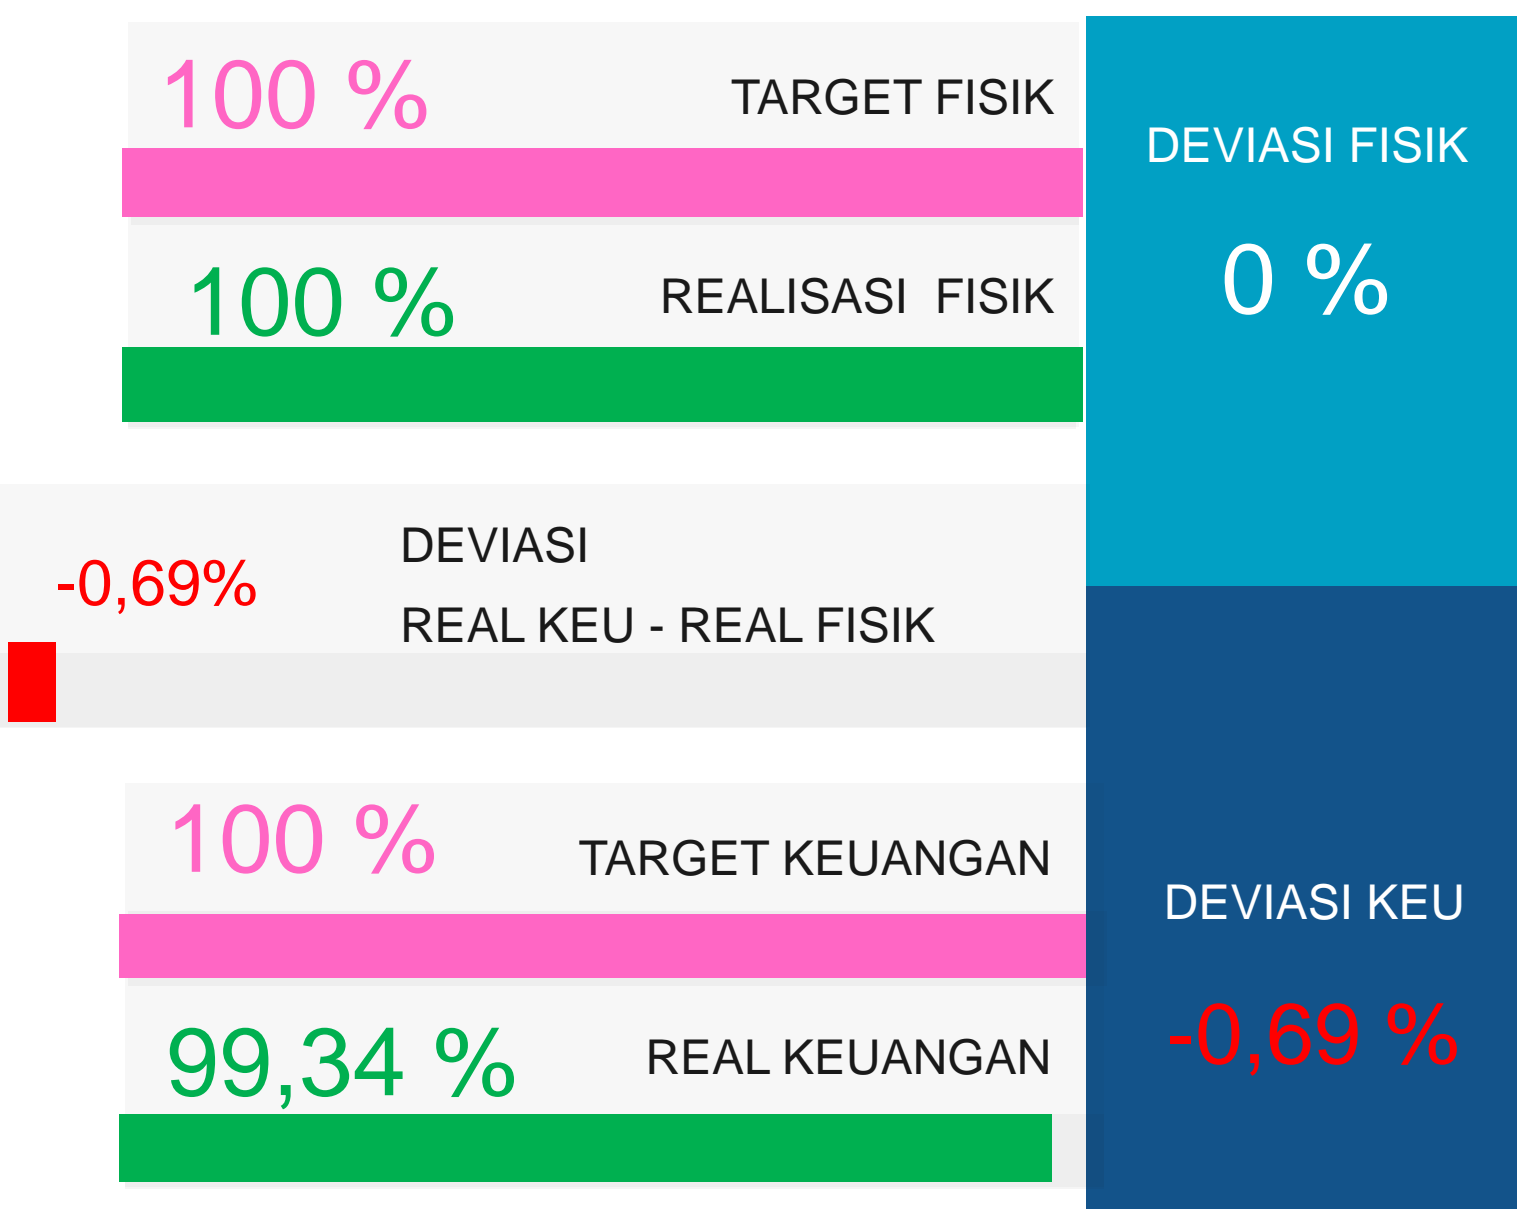 100 % TARGET FISIK
100 % REALISASI  FISIK
DEVIASI FISIK
0 %
-0,69%
DEVIASI
REAL KEU - REAL FISIK
100 % TARGET KEUANGAN
99,34 % REAL KEUANGAN
DEVIASI KEU
-0,69 %